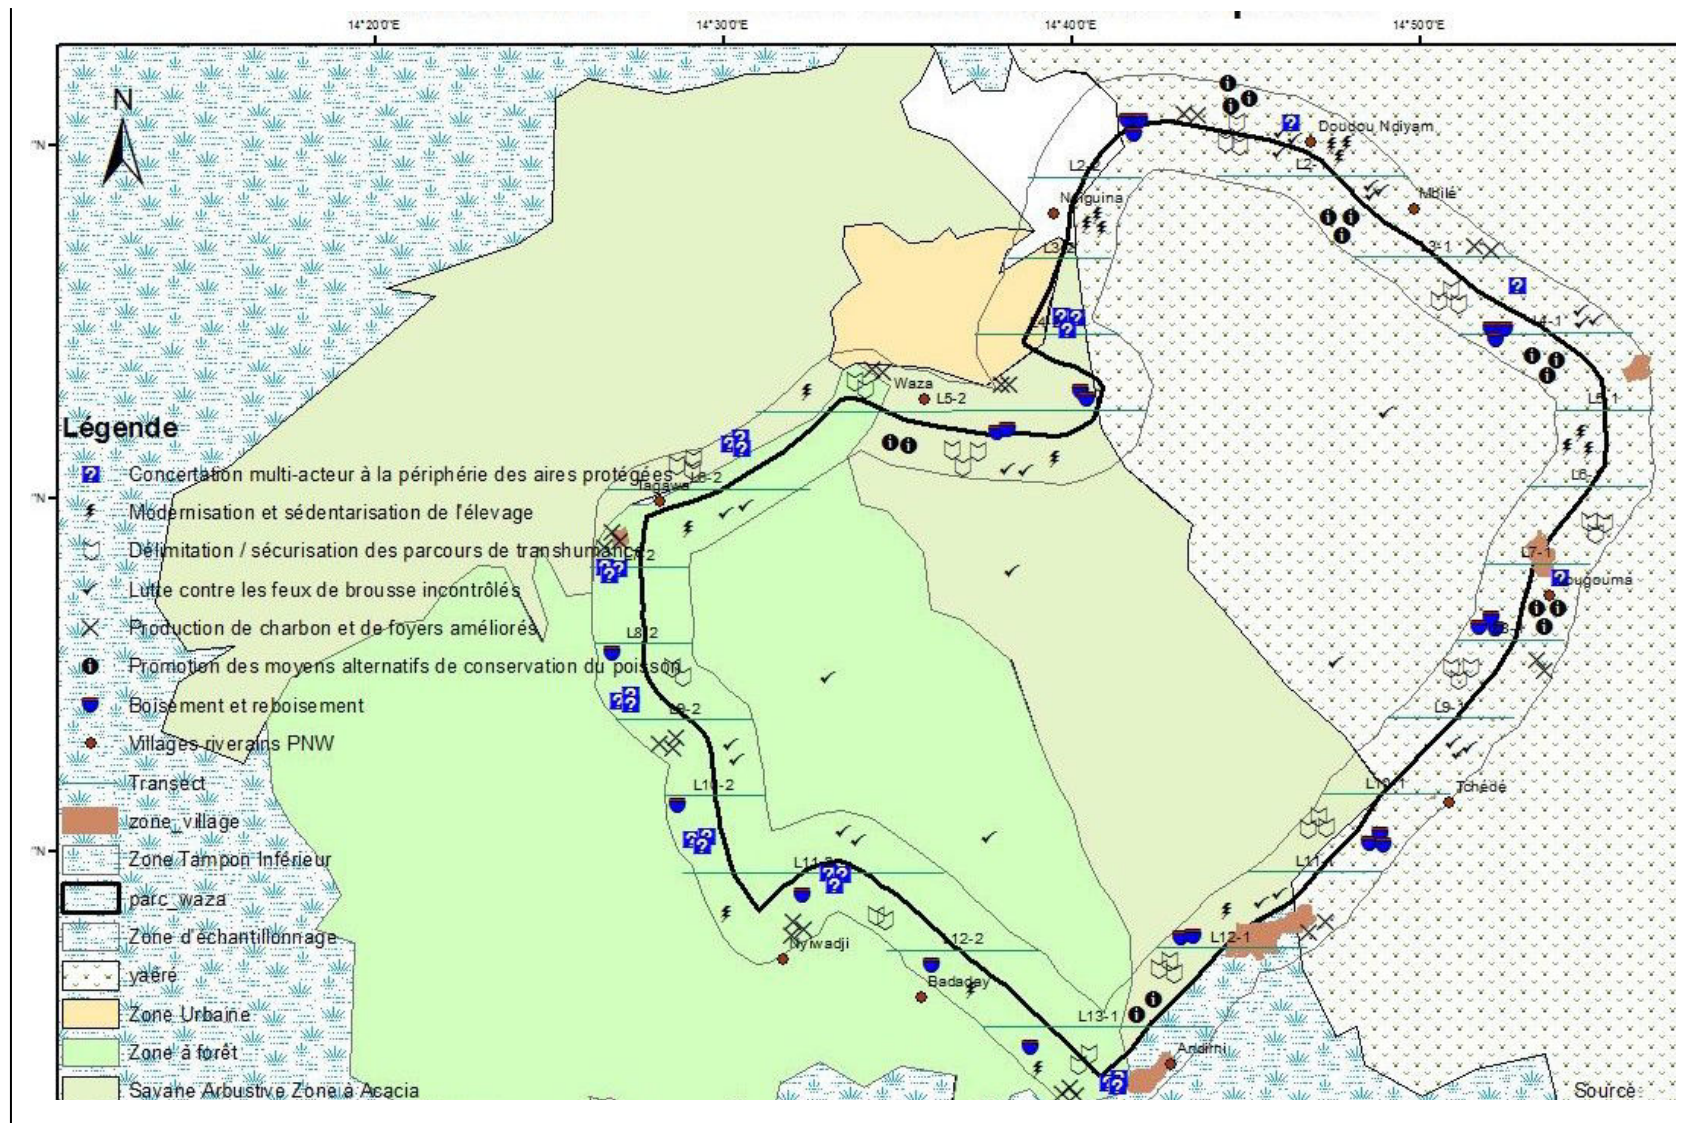 14°20'0"E 14°30'0"E 14°40'0"E 14°50'0"E
N
"N
Doudou Ndiyam
L2-2
Mbilé
L3-2
L3-1
L4-1
Waza
L5-2
L5-1
Légende
Concertation multi-acteur à la périphérie des aires protégées
L6-2
Tagawa
Modernisation et sédentarisation de l'élevage
"N
Délimitation / sécurisation des parcours de transhumance
L7-1
Lutte contre les feux de brousse incontrôlés
Production de charbon et de foyers améliorés
L8-2
Promotion des moyens alternatifs de conservation du poisson
Boisement et reboisement
L9-2
L9-1
Villages riverains PNW
Transect
L10-2
L10-1
Tchédé
zone_village
Zone Tampon Inférieur
"N
L11-2
L11-1
parc_waza
Zone d'échantillonnage
L12-1
Nyiwadji
L12-2
yaéré
Badaday
Zone Urbaine
L13-1
Zone à forêt
Andirni
Savane Arbustive Zone à Acacia
Source